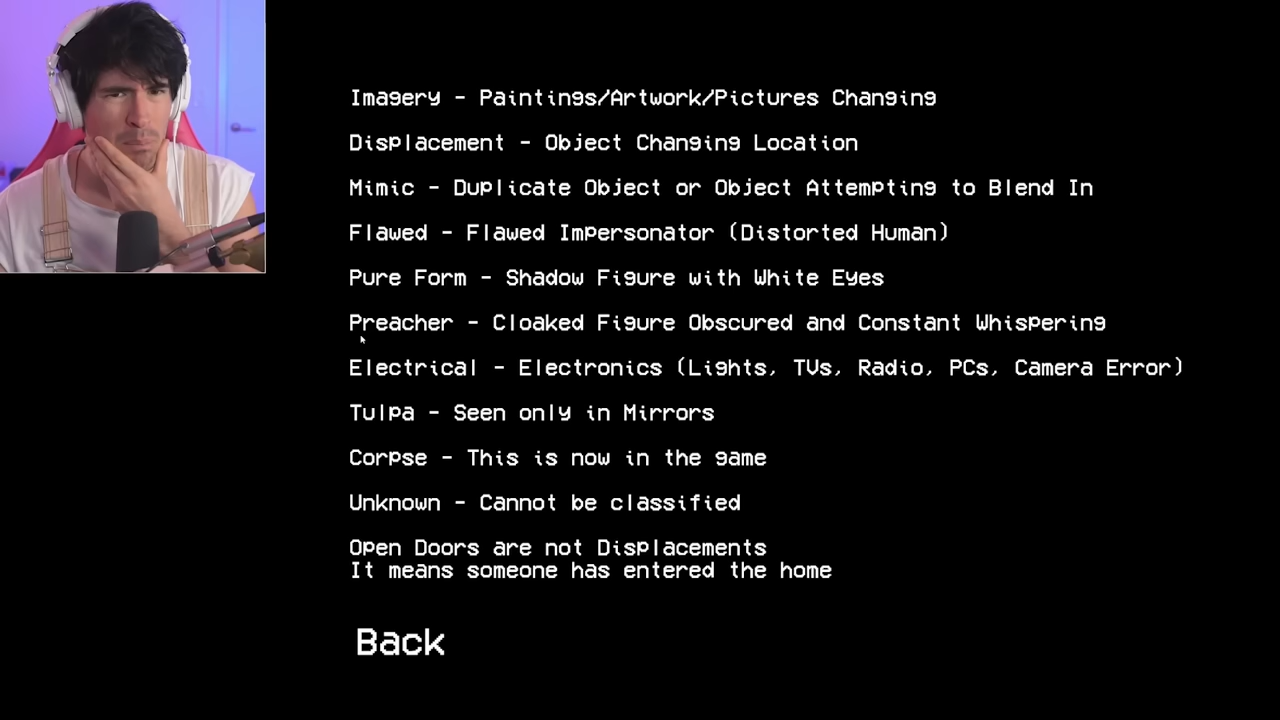 Imagery - Paintings/Artwork/Pictures Changing
Displacement - Object Changing Location
Mimic - Duplicate Object or Object Attempting to Blend In
Flawed - Flawed Impersonator (Distorted Human)
Pure Form - Shadow Figure with White Eyes
Preacher - Cloaked Figure Obscured and Constant Whispering
Electrical - Electronics (Lights, TVs, Radio, PCs, Camera Error)
Tulpa - Seen only in Mirrors
Corpse - This is now in the game
Unknown - Cannot be classified
Open Doors are not Displacements
It means someone has entered the home
Back